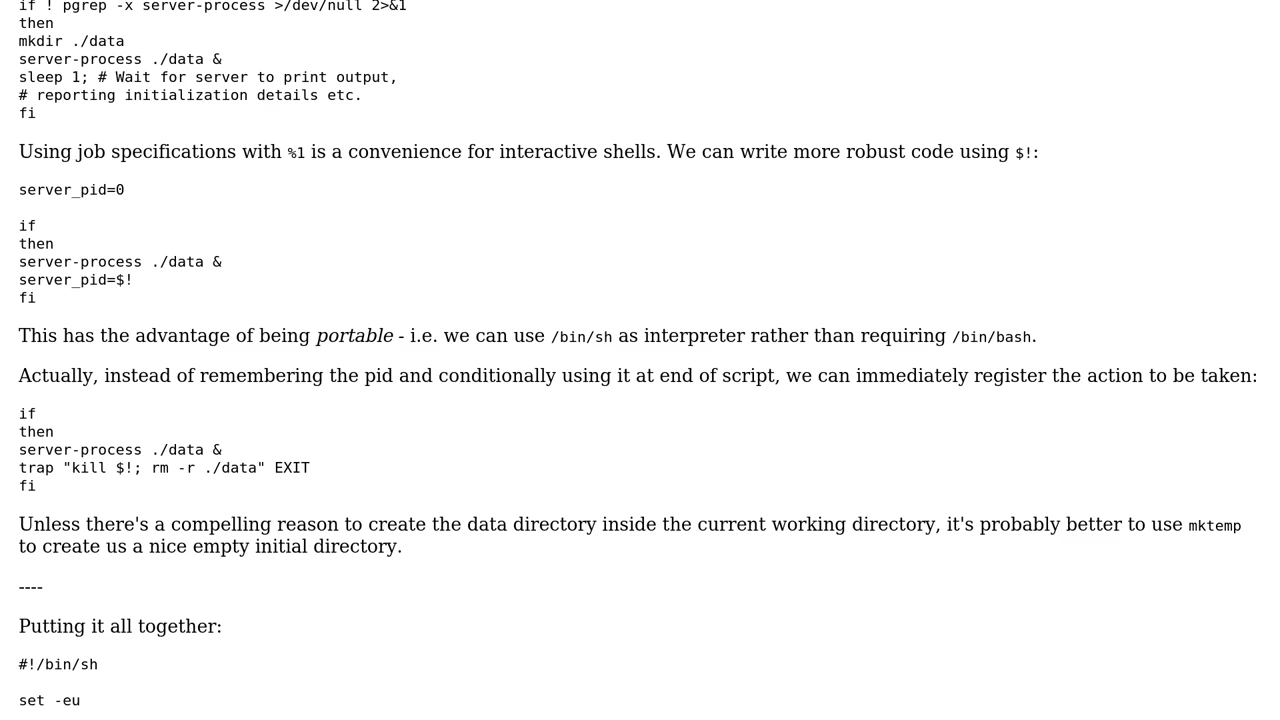 if ! pgrep -x server-process >/dev/null 2>&1
then
mkdir ./data
server-process ./data &
sleep 1; # Wait for server to print output,
# reporting initialization details etc.
fi
Using job specifications with %1 is a convenience for interactive shells. We can write more robust code using $!:
server_pid=0
if
then
server-process ./data &
server_pid=$!
fi
This has the advantage of being portable - i.e. we can use /bin/sh as interpreter rather than requiring /bin/bash.
Actually, instead of remembering the pid and conditionally using it at end of script, we can immediately register the action to be taken:
if
then
server-process ./data &
trap "kill $!; rm -r ./data" EXIT
fi
Unless there's a compelling reason to create the data directory inside the current working directory, it's probably better to use mktemp
to create us a nice empty initial directory.
----
Putting it all together:
#!/bin/sh
set -eu